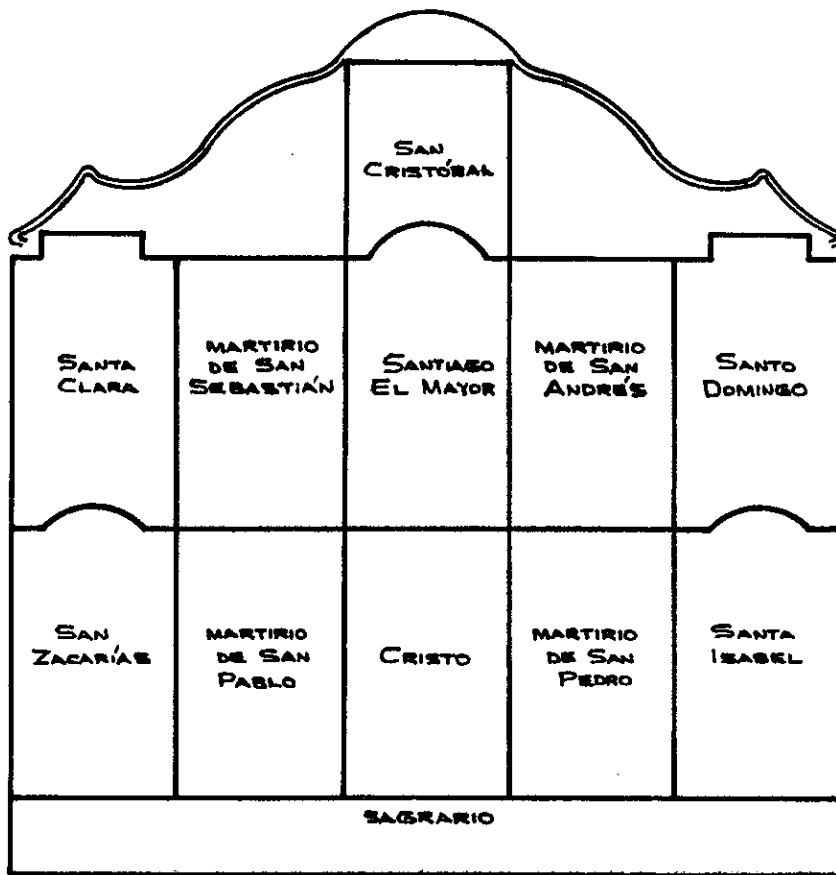 SAN
CRISTÓBAL
SANTA
CLARA
MARTIRIO
DE SAN
SEBASTIÁN
SANTIAGO
EL MAYOR
MARTIRIO
DE SAN
ANDRÉS
SANTO
DOMINGO
SAN
ZACARÍAS
MARTIRIO
DE SAN
PABLO
CRISTO
MARTIRIO
DE SAN
PEDRO
SANTA
ISABEL
SAGRARIO